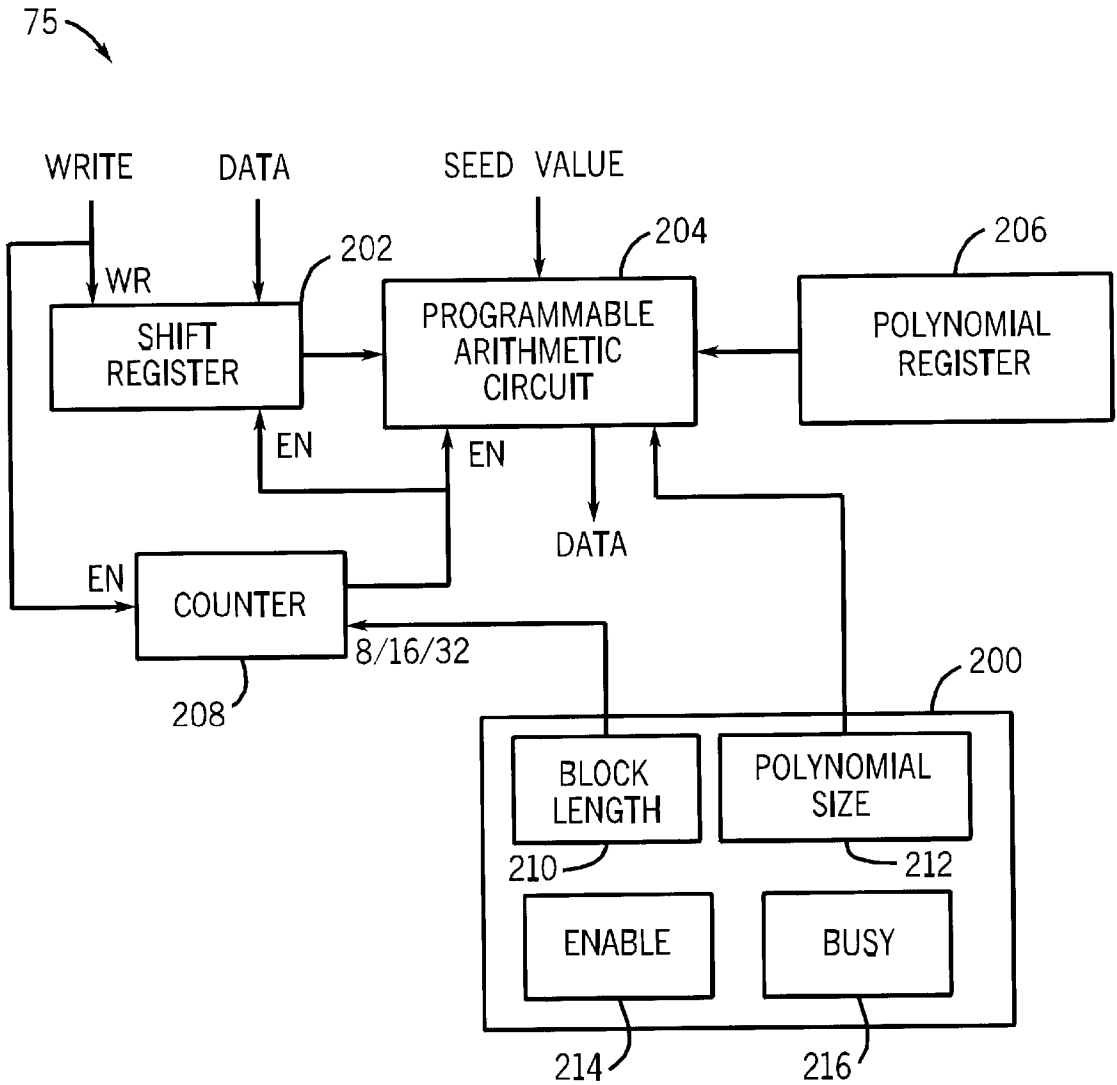 75
WRITE DATA SEED VALUE
202 204 206
WR
SHIFT
REGISTER
PROGRAMMABLE
ARITHMETIC
CIRCUIT
POLYNOMIAL
REGISTER
EN EN
DATA
EN
COUNTER
8/16/32
208
200
BLOCK
LENGTH
210
POLYNOMIAL
SIZE
212
ENABLE
BUSY
214 216